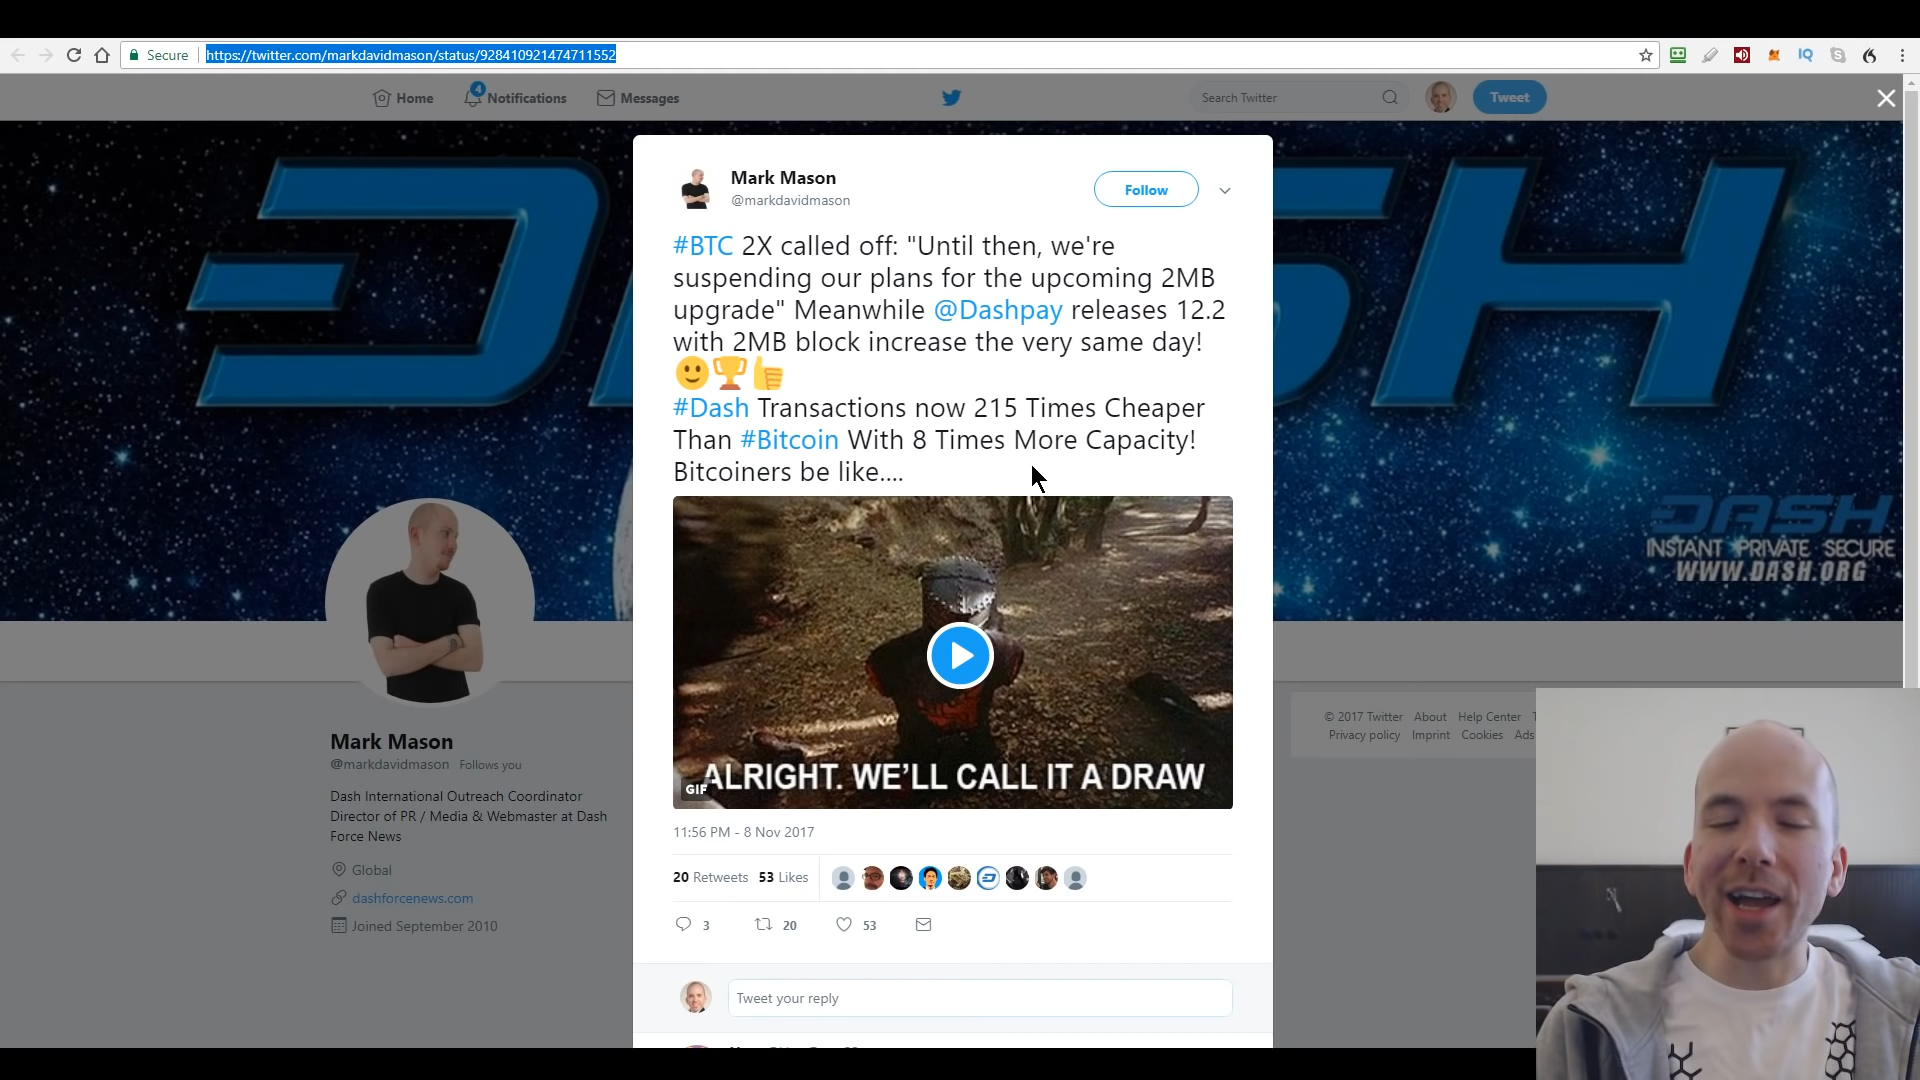 Secure
https://twitter.com/markdavidmason/status/928410921474711552
IQ
Home
4
Notifications
Messages
Search Twitter
Tweet
DASH
INSTANT PRIVATE SECURE
WWW.DASH.ORG
Mark Mason
@markdavidmason
Follow
#BTC 2X called off: "Until then, we're
suspending our plans for the upcoming 2MB
upgrade" Meanwhile @Dashpay releases 12.2
with 2MB block increase the very same day!
#Dash Transactions now 215 Times Cheaper
Than #Bitcoin With 8 Times More Capacity!
Bitcoiners be like....
ALRIGHT. WE'LL CALL IT A DRAW
GIF
11:56 PM - 8 Nov 2017
20 Retweets 53 Likes
3 20 53
Tweet your reply
Mark Mason
@markdavidmason Follows you
Dash International Outreach Coordinator
Director of PR / Media & Webmaster at Dash
Force News
Global
dashforcenews.com
Joined September 2010
© 2017 Twitter About Help Center
Privacy policy Imprint Cookies Ads